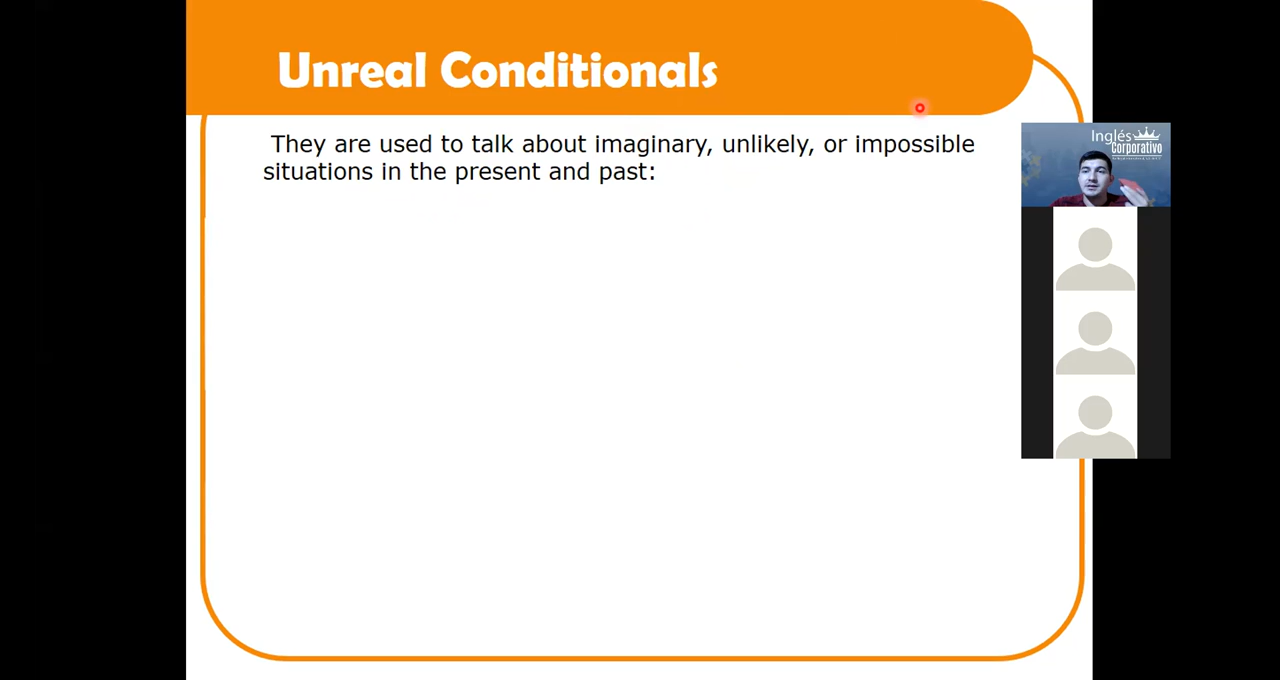 Unreal Conditionals
They are used to talk about imaginary, unlikely, or impossible
situations in the present and past:
Inglés
Corporativo